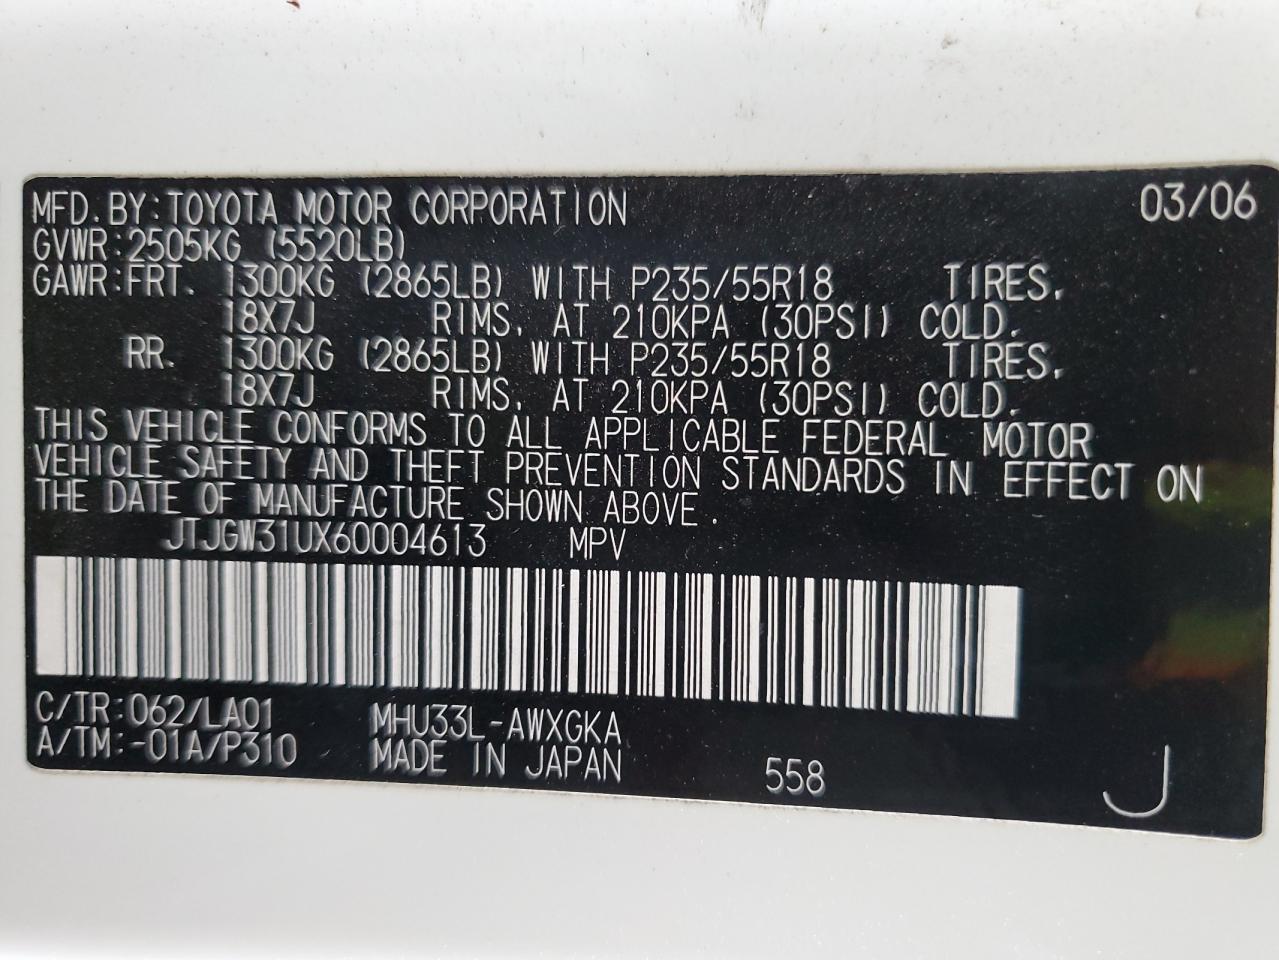 MFD. BY: TOYOTA MOTOR CORPORATION 03/06
GVWR: 2505KG (5520LB)
GAWR: FRT. 1300KG (2865LB) WITH P235/55R18 TIRES.
18X7J RIMS, AT 210KPA (30PSI) COLD.
RR. 1300KG (2865LB) WITH P235/55R18 TIRES.
18X7J RIMS, AT 210KPA (30PSI) COLD.
THIS VEHICLE CONFORMS TO ALL APPLICABLE FEDERAL MOTOR
VEHICLE SAFETY AND THEFT PREVENTION STANDARDS IN EFFECT ON
THE DATE OF MANUFACTURE SHOWN ABOVE.
JTJGW31UX60004613 MPV
C/TR: 062/LA01 MHU33L-AWXGKA
A/TM: -01A/P310 MADE IN JAPAN 558 J